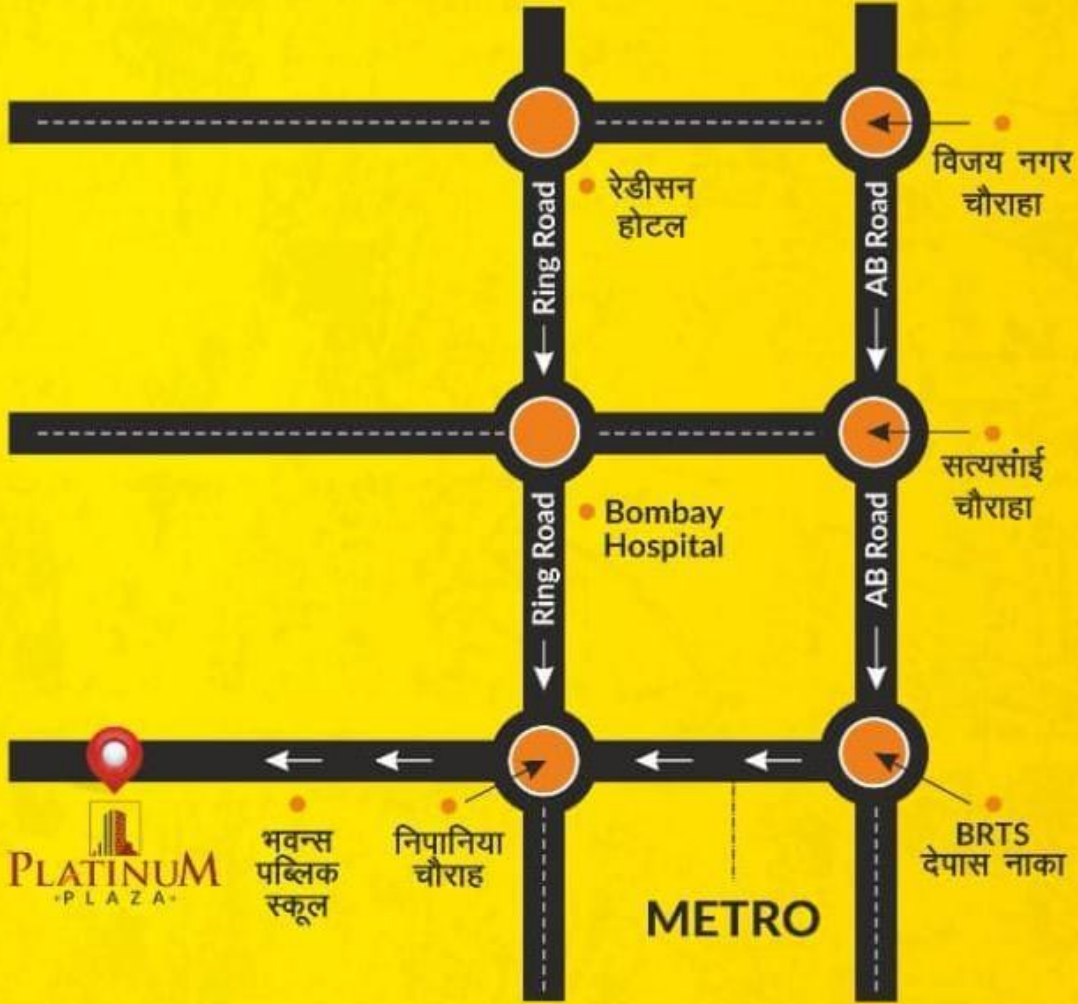 विजय नगर
चौराहा
रेडीसन
होटल
Ring Road
AB Road
सत्यसांई
चौराहा
Bombay
Hospital
Ring Road
AB Road
PLATINUM
PLAZA
भवन्स
पब्लिक
स्कूल
निपानिया
चौराह
METRO
BRTS
देपास नाका